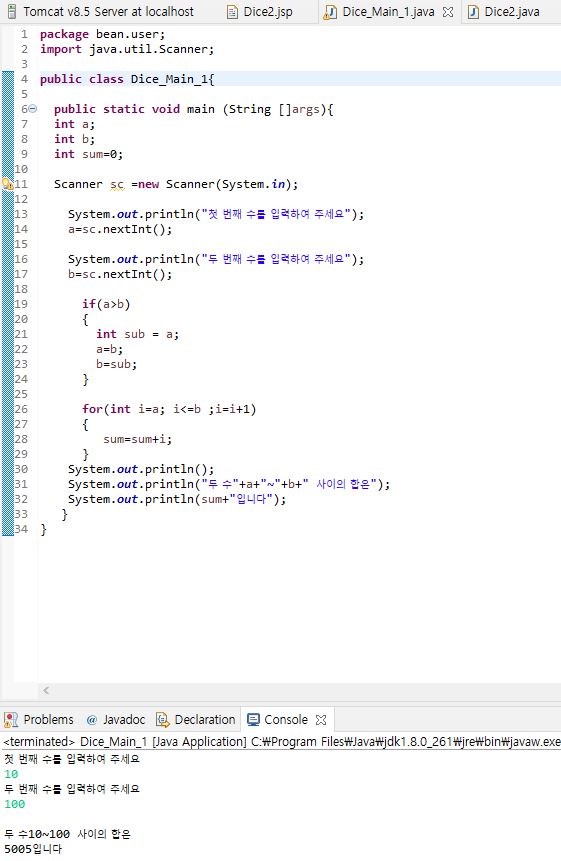 Tomcat v8.5 Server at localhost Dice2.jsp Dice_Main_1.java Dice2.java
1 package bean.user;
2 import java.util.Scanner;
3
4 public class Dice_Main_1{
5
6 public static void main (String []args){
7 int a;
8 int b;
9 int sum=0;
10
11 Scanner sc =new Scanner(System.in);
12
13 System.out.println("첫 번째 수를 입력하여 주세요");
14 a=sc.nextInt();
15
16 System.out.println("두 번째 수를 입력하여 주세요");
17 b=sc.nextInt();
18
19 if(a>b)
20 {
21 int sub = a;
22 a=b;
23 b=sub;
24 }
25
26 for(int i=a; i<=b ;i=i+1)
27 {
28 sum=sum+i;
29 }
30 System.out.println();
31 System.out.println("두 수"+a+"~"+b+" 사이의 합은");
32 System.out.println(sum+"입니다");
33 }
34 }
Problems @ Javadoc Declaration Console
<terminated> Dice_Main_1 [Java Application] C:₩Program Files₩Java₩jdk1.8.0_261₩jre₩bin₩javaw.exe
첫 번째 수를 입력하여 주세요
10
두 번째 수를 입력하여 주세요
100
두 수10~100 사이의 합은
5005입니다